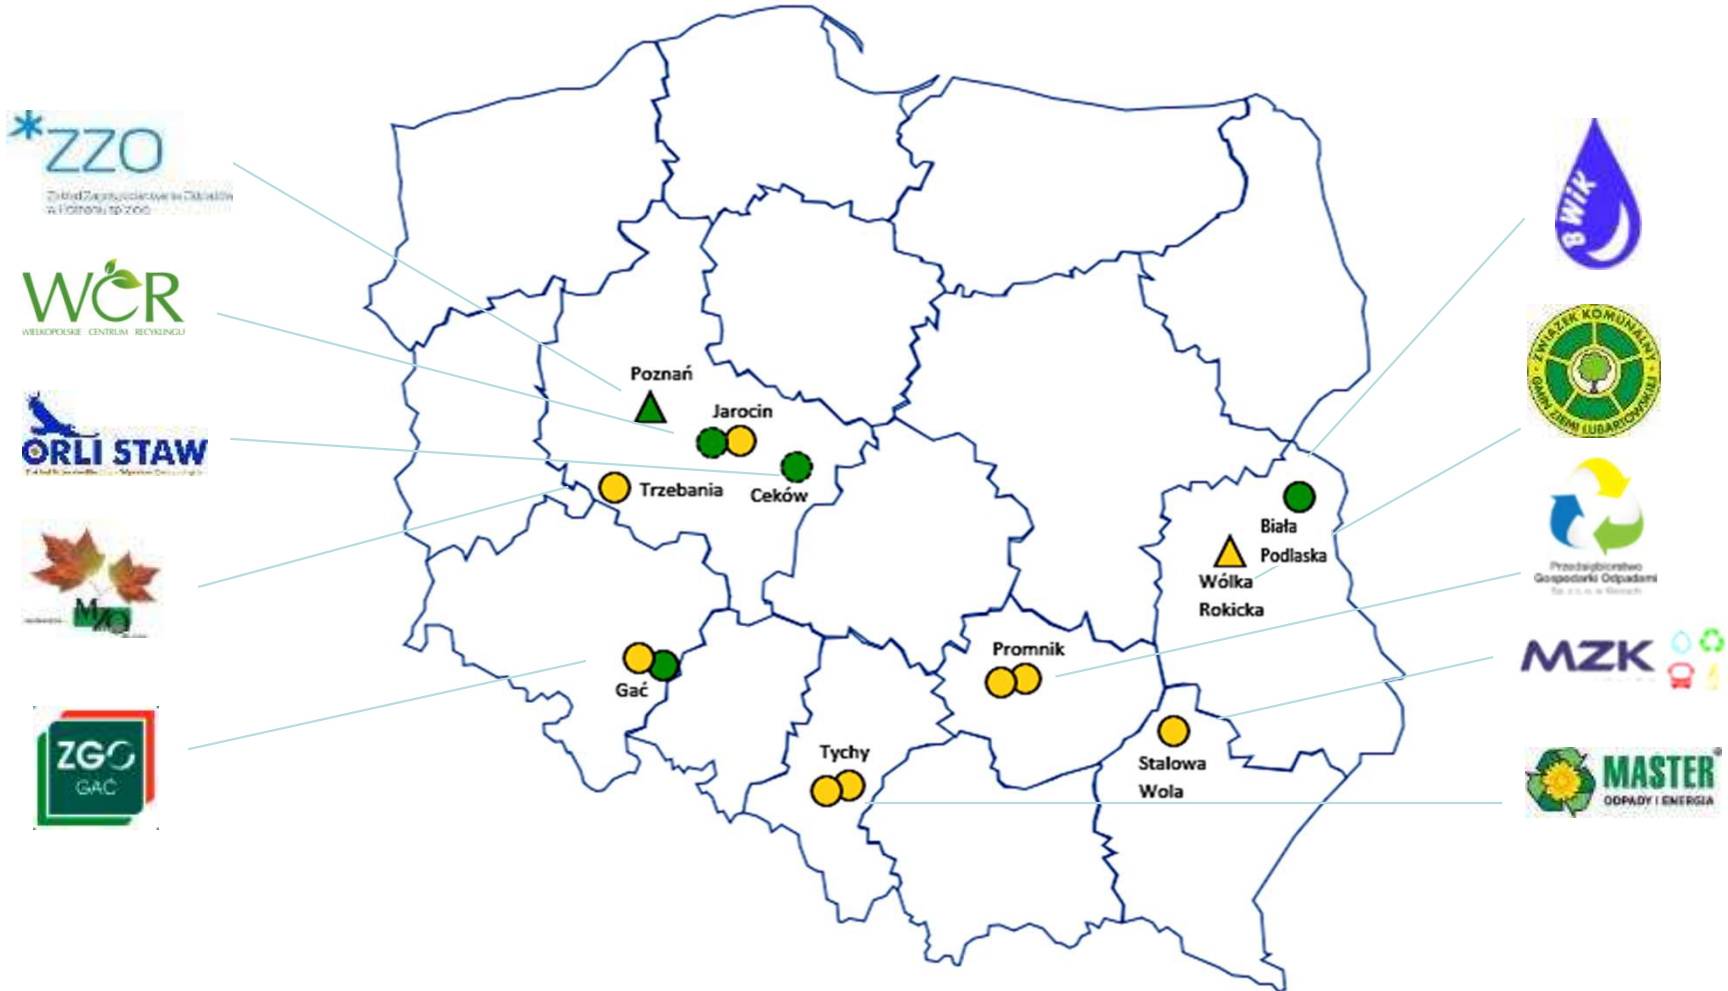 ZZO
WCR
WIELKOPOLSKIE CENTRUM RECYKLINGU
ORLI STAW
MZO
ZGO
GAĆ
Poznań
Jarocin
Trzebania
Ceków
Gać
Tychy
Promnik
Stalowa
Wola
Biała
Podlaska
Wólka
Rokicka
BWiK
ZWIĄZEK KOMUNALNY
GMIN ZIEMI LUBARTOWSKIEJ
Przedsiębiorstwo
Gospodarki Odpadami
MZK
MASTER
ODPADY I ENERGIA